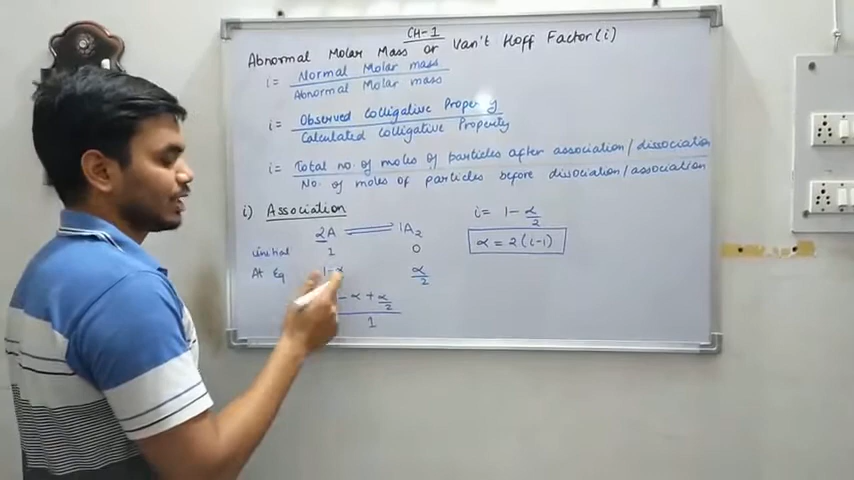 CH-1
Abnormal Molar Mass or Van't Hoff Factor (i)
i = Normal Molar mass
Abnormal Molar mass
i = Observed Colligative Property
Calculated Colligative Property
i = Total no. of moles of particles after association/dissociation
No. of moles of particles before dissociation/association
i) Association
2A ⇌ 1A₂
initial 1 0
At Eq 1-α α/2
- α + α/2
1
i = 1 - α/2
α = 2(i-1)